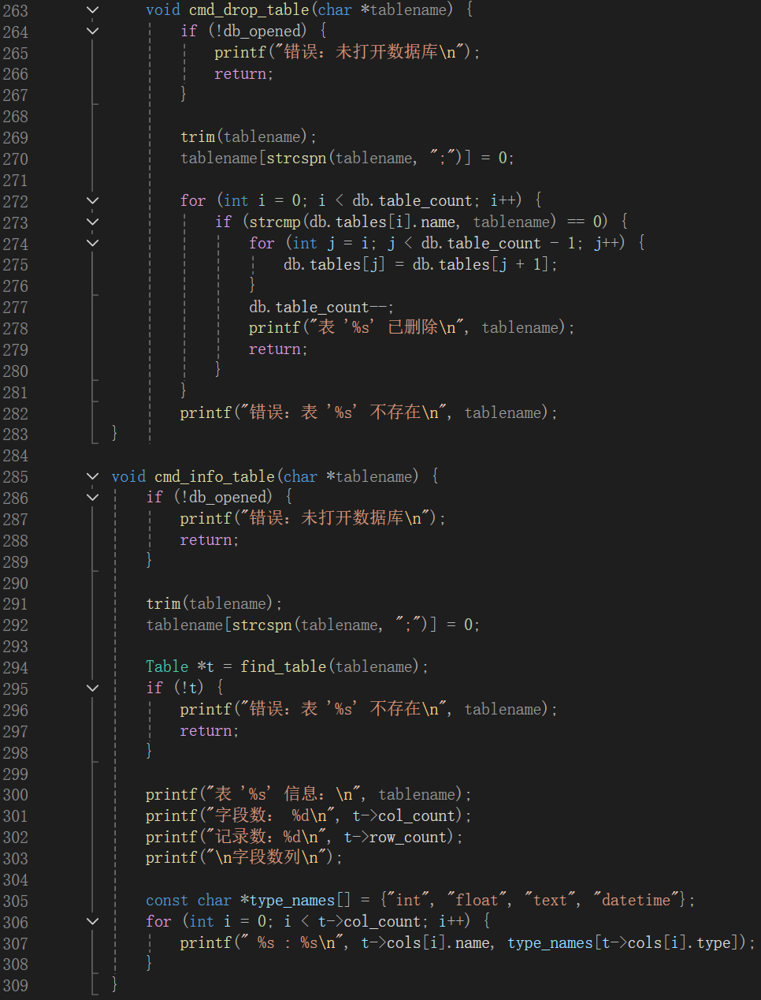 263 void cmd_drop_table(char *tablename) {
264 if (!db_opened) {
265 printf("错误：未打开数据库\n");
266 return;
267 }
268
269 trim(tablename);
270 tablename[strcspn(tablename, ";")] = 0;
271
272 for (int i = 0; i < db.table_count; i++) {
273 if (strcmp(db.tables[i].name, tablename) == 0) {
274 for (int j = i; j < db.table_count - 1; j++) {
275 db.tables[j] = db.tables[j + 1];
276 }
277 db.table_count--;
278 printf("表 '%s' 已删除\n", tablename);
279 return;
280 }
281 }
282 printf("错误：表 '%s' 不存在\n", tablename);
283 }
284
285 void cmd_info_table(char *tablename) {
286 if (!db_opened) {
287 printf("错误：未打开数据库\n");
288 return;
289 }
290
291 trim(tablename);
292 tablename[strcspn(tablename, ";")] = 0;
293
294 Table *t = find_table(tablename);
295 if (!t) {
296 printf("错误：表 '%s' 不存在\n", tablename);
297 return;
298 }
299
300 printf("表 '%s' 信息：\n", tablename);
301 printf("字段数： %d\n", t->col_count);
302 printf("记录数：%d\n", t->row_count);
303 printf("\n字段数列\n");
304
305 const char *type_names[] = {"int", "float", "text", "datetime"};
306 for (int i = 0; i < t->col_count; i++) {
307 printf(" %s : %s\n", t->cols[i].name, type_names[t->cols[i].type]);
308 }
309 }